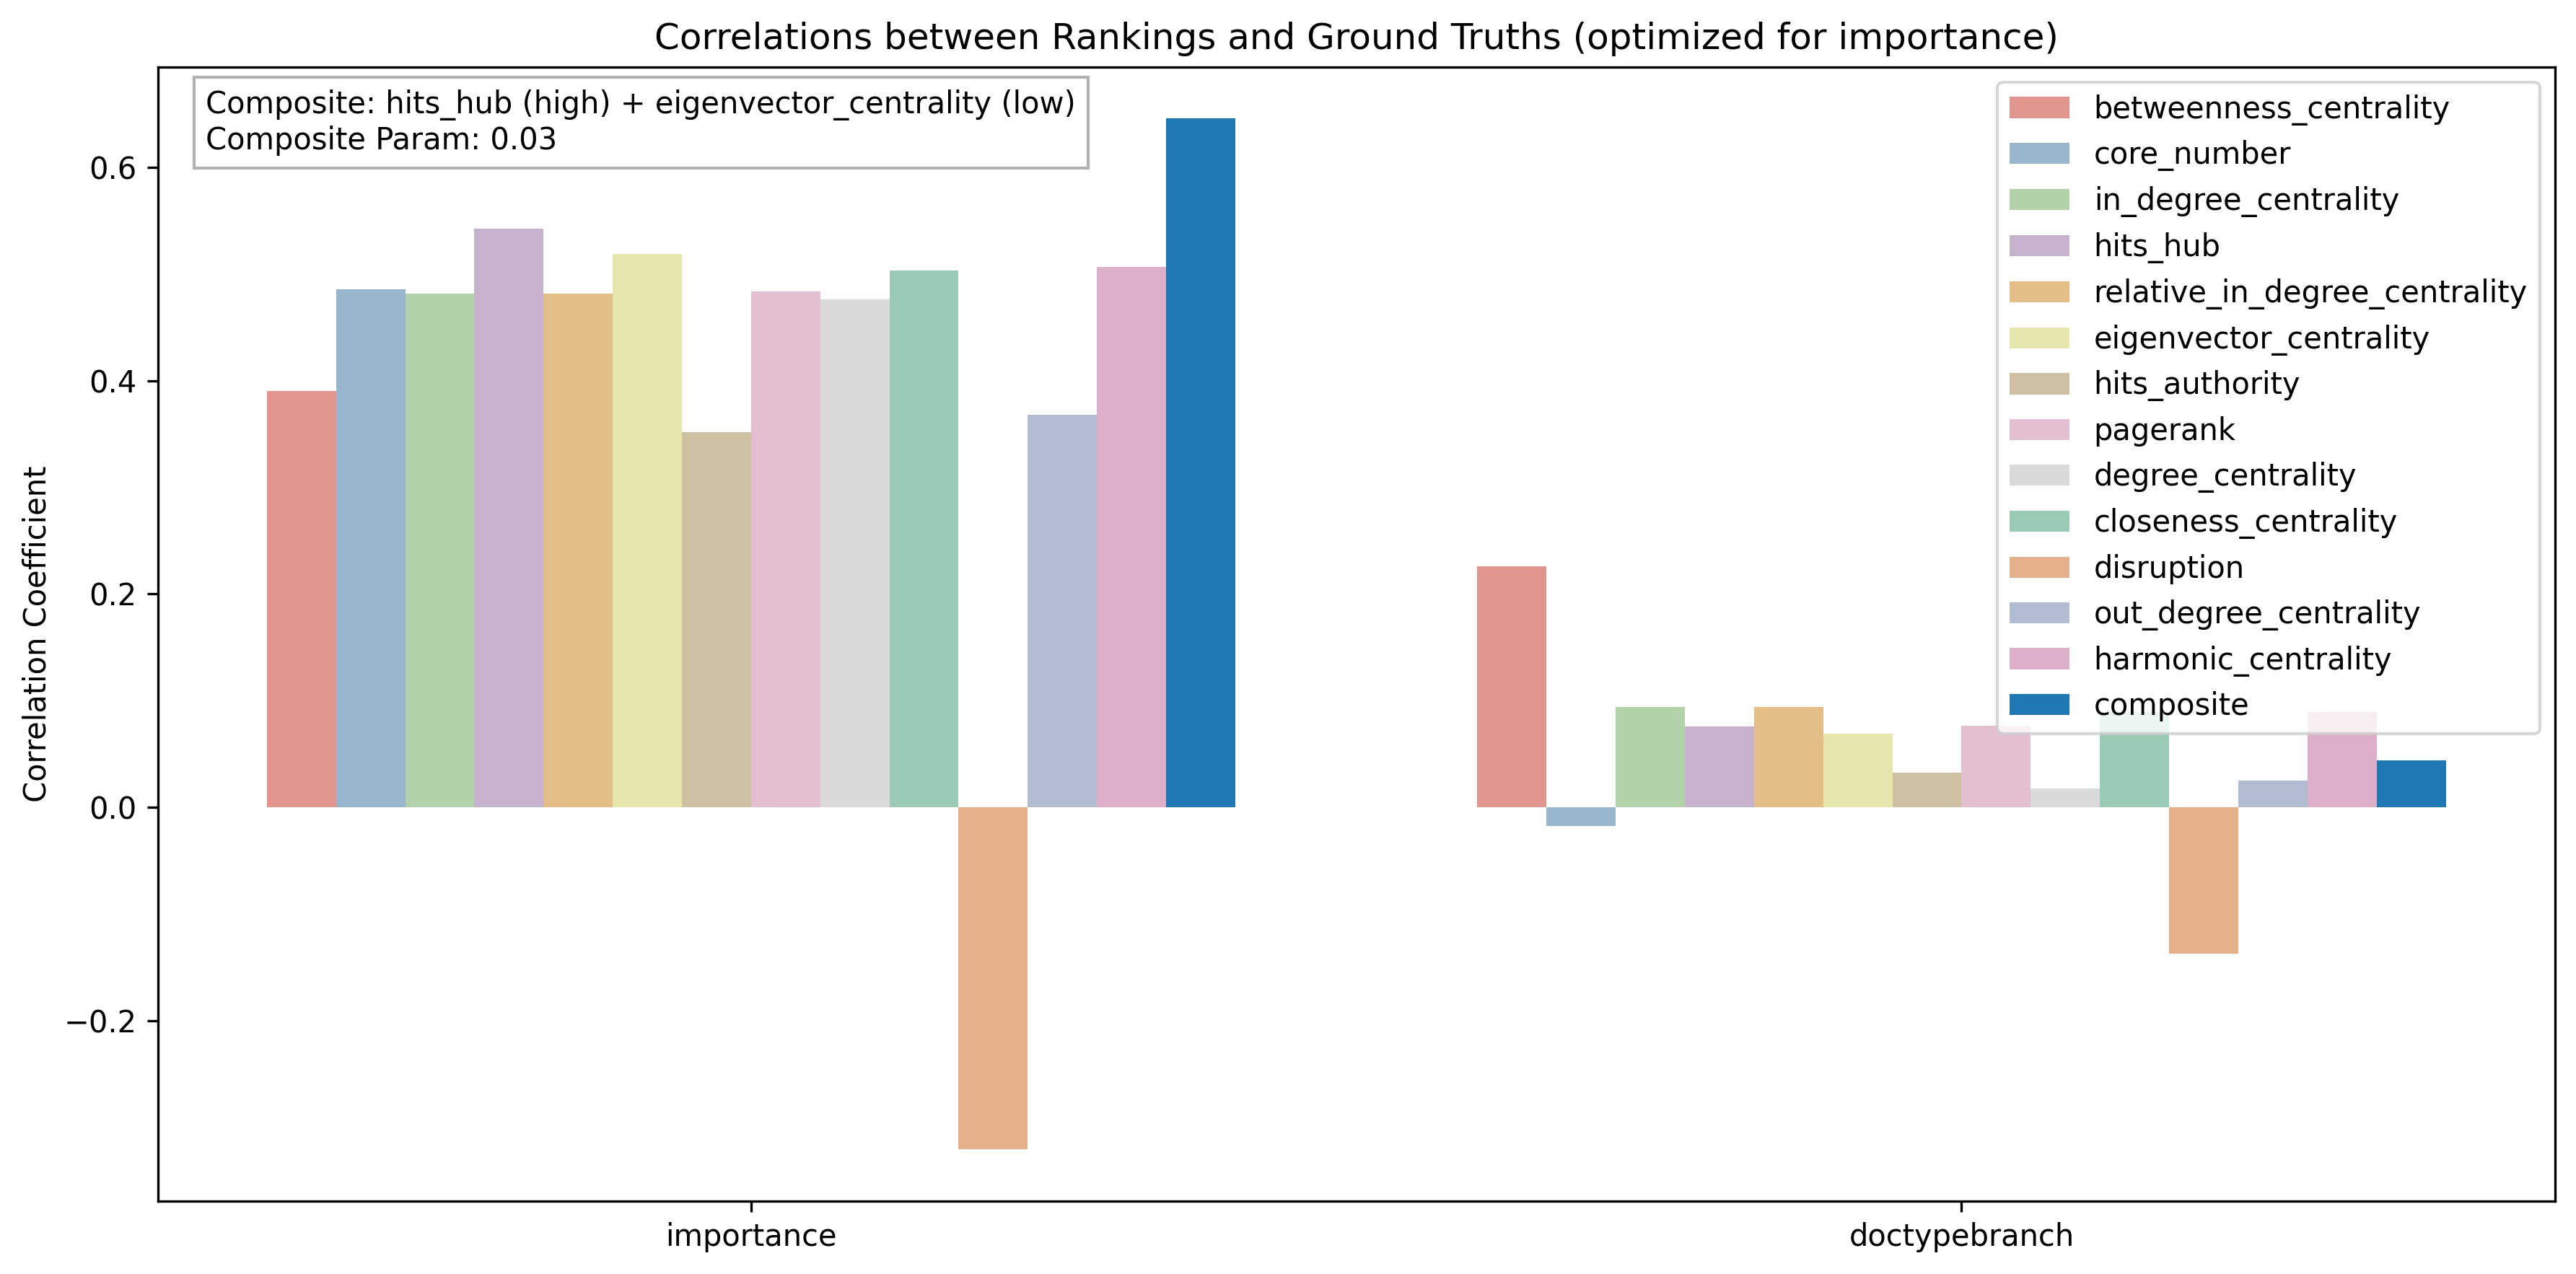 Correlations between Rankings and Ground Truths (optimized for importance)
Composite: hits_hub (high) + eigenvector_centrality (low)
Composite Param: 0.03
betweenness_centrality
core_number
in_degree_centrality
hits_hub
relative_in_degree_centrality
eigenvector_centrality
hits_authority
pagerank
degree_centrality
closeness_centrality
disruption
out_degree_centrality
harmonic_centrality
composite
Correlation Coefficient
0.6
0.4
0.2
0.0
−0.2
importance
doctypebranch